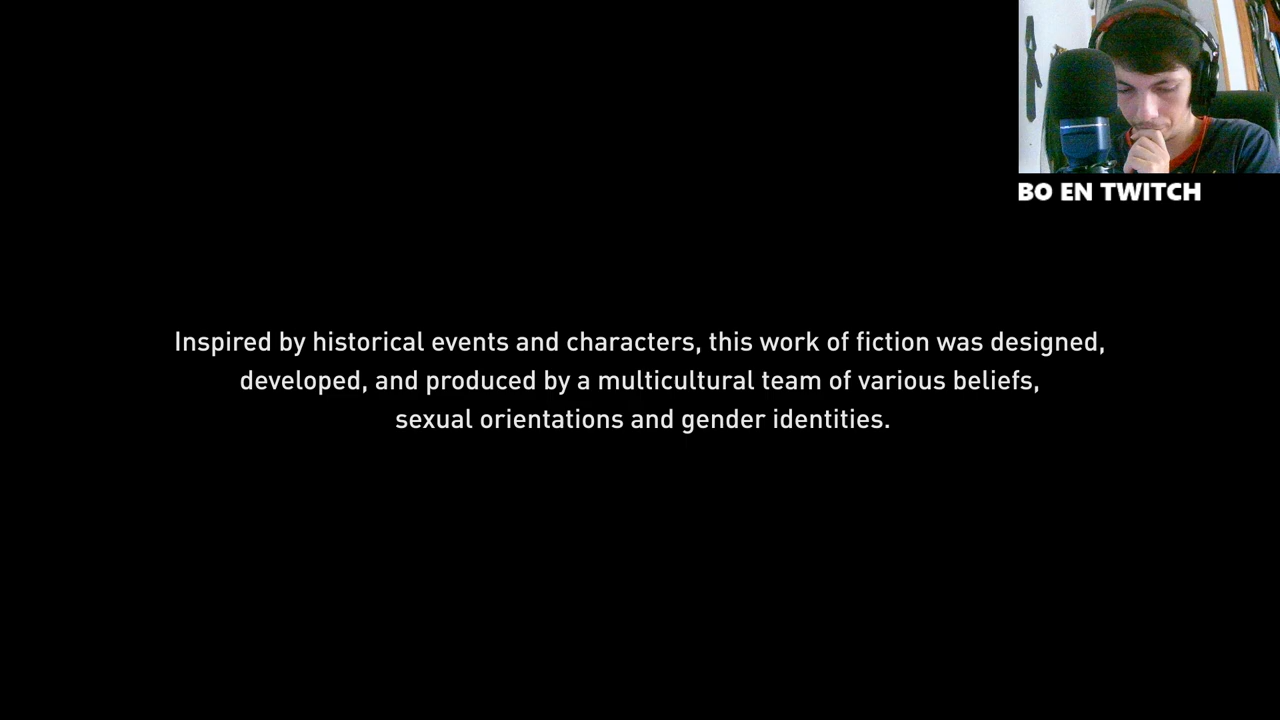 BO EN TWITCH
Inspired by historical events and characters, this work of fiction was designed,
developed, and produced by a multicultural team of various beliefs,
sexual orientations and gender identities.